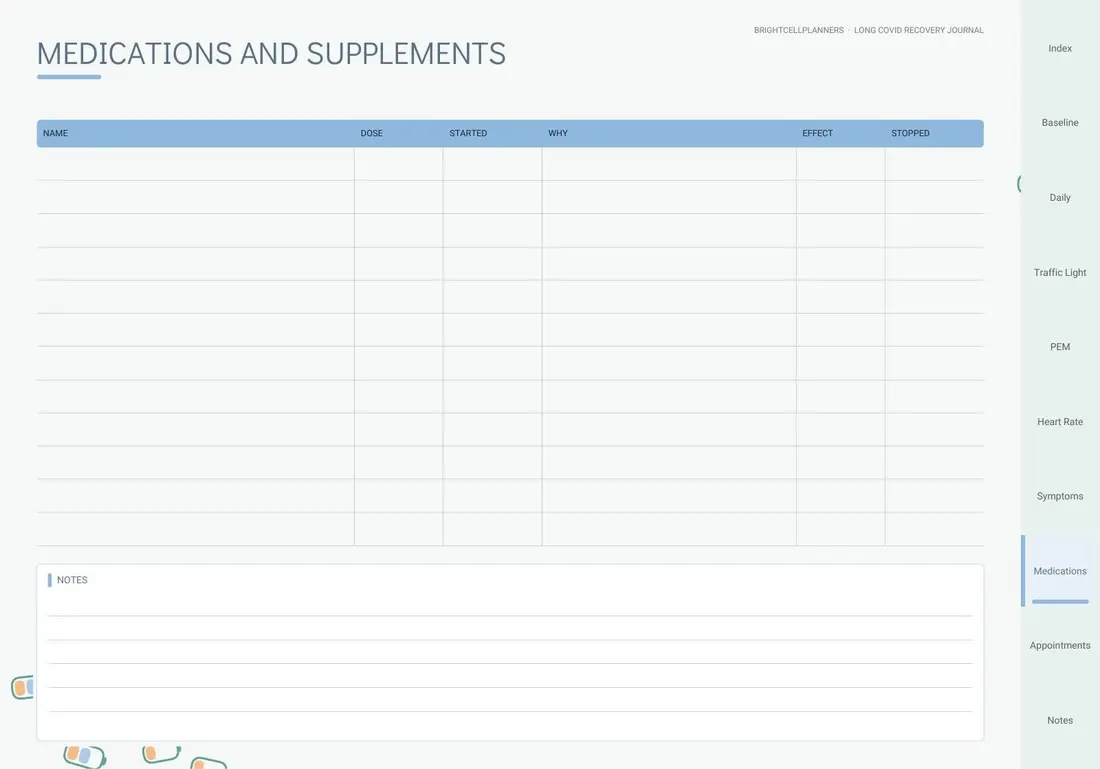 BRIGHTCELLPLANNERS · LONG COVID RECOVERY JOURNAL
MEDICATIONS AND SUPPLEMENTS
NAME DOSE STARTED WHY EFFECT STOPPED
NOTES
Index
Baseline
Daily
Traffic Light
PEM
Heart Rate
Symptoms
Medications
Appointments
Notes